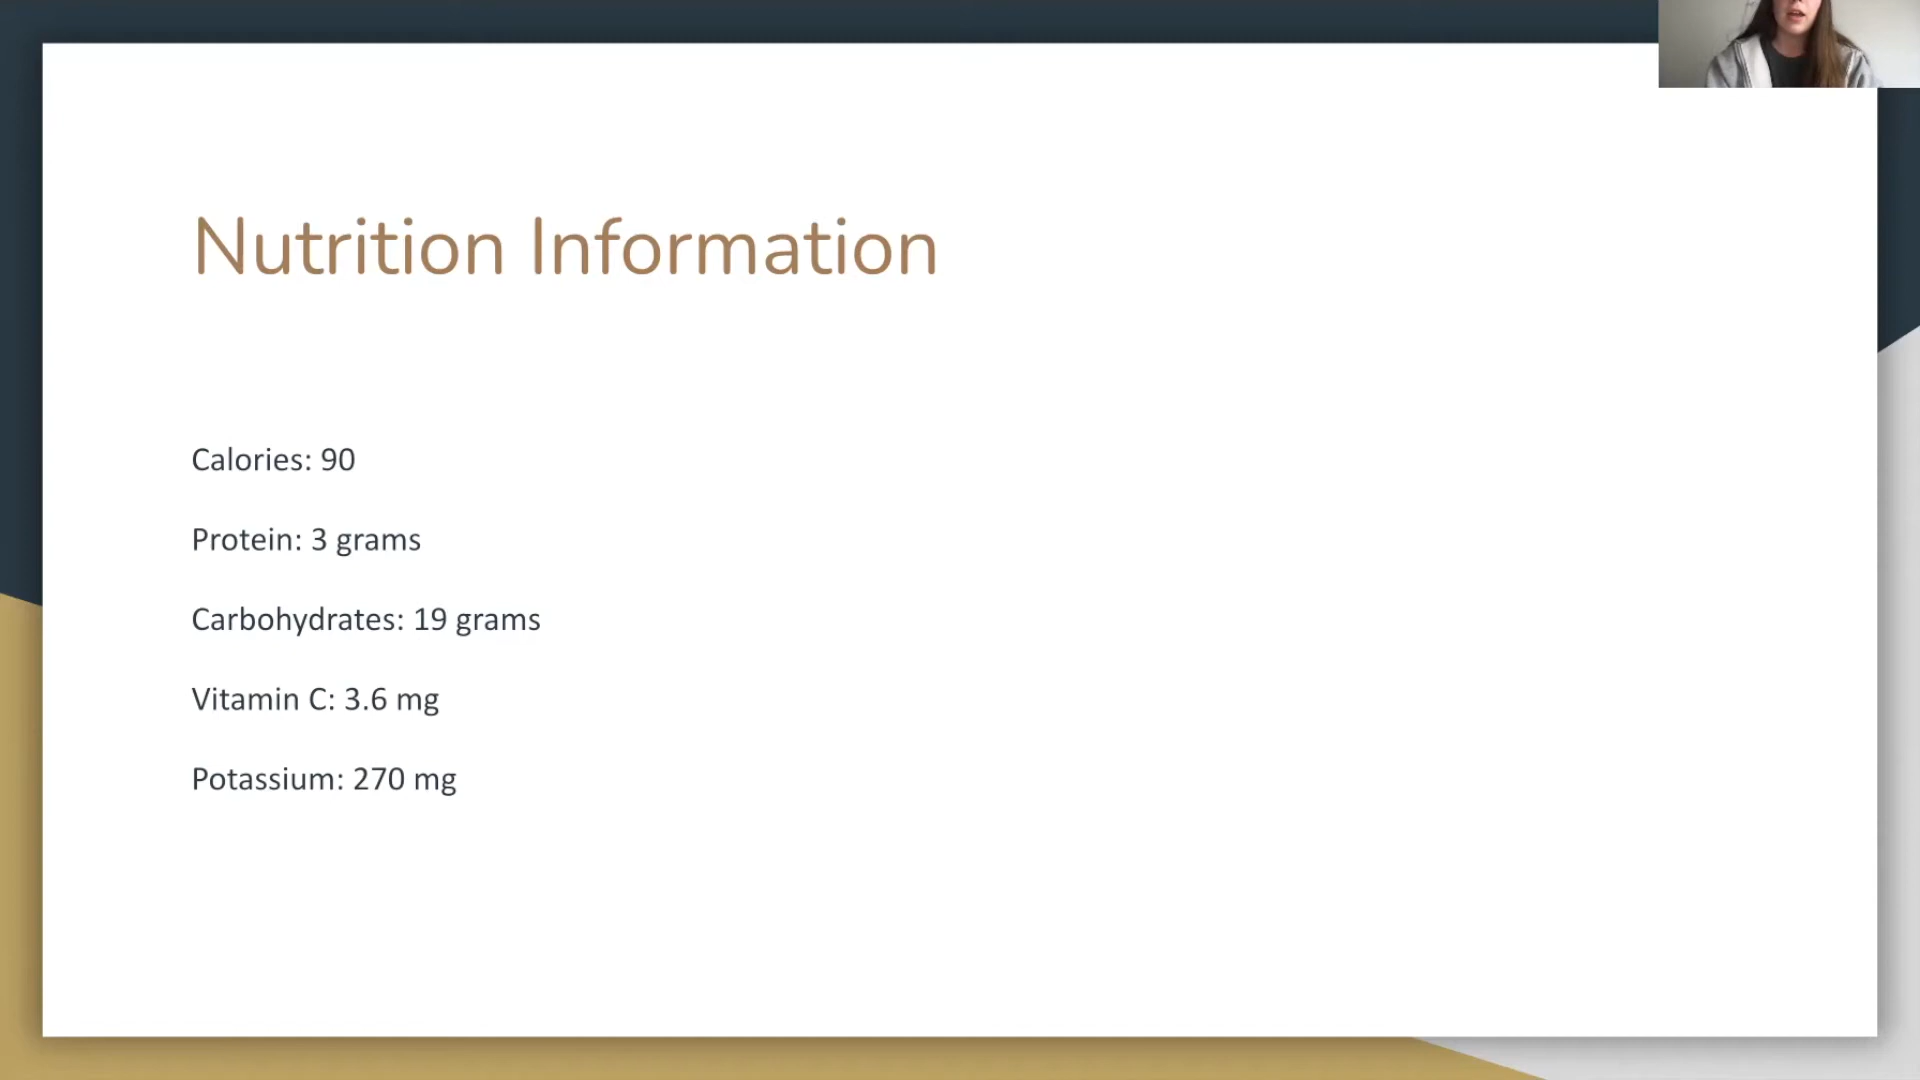 Nutrition Information
Calories: 90
Protein: 3 grams
Carbohydrates: 19 grams
Vitamin C: 3.6 mg
Potassium: 270 mg